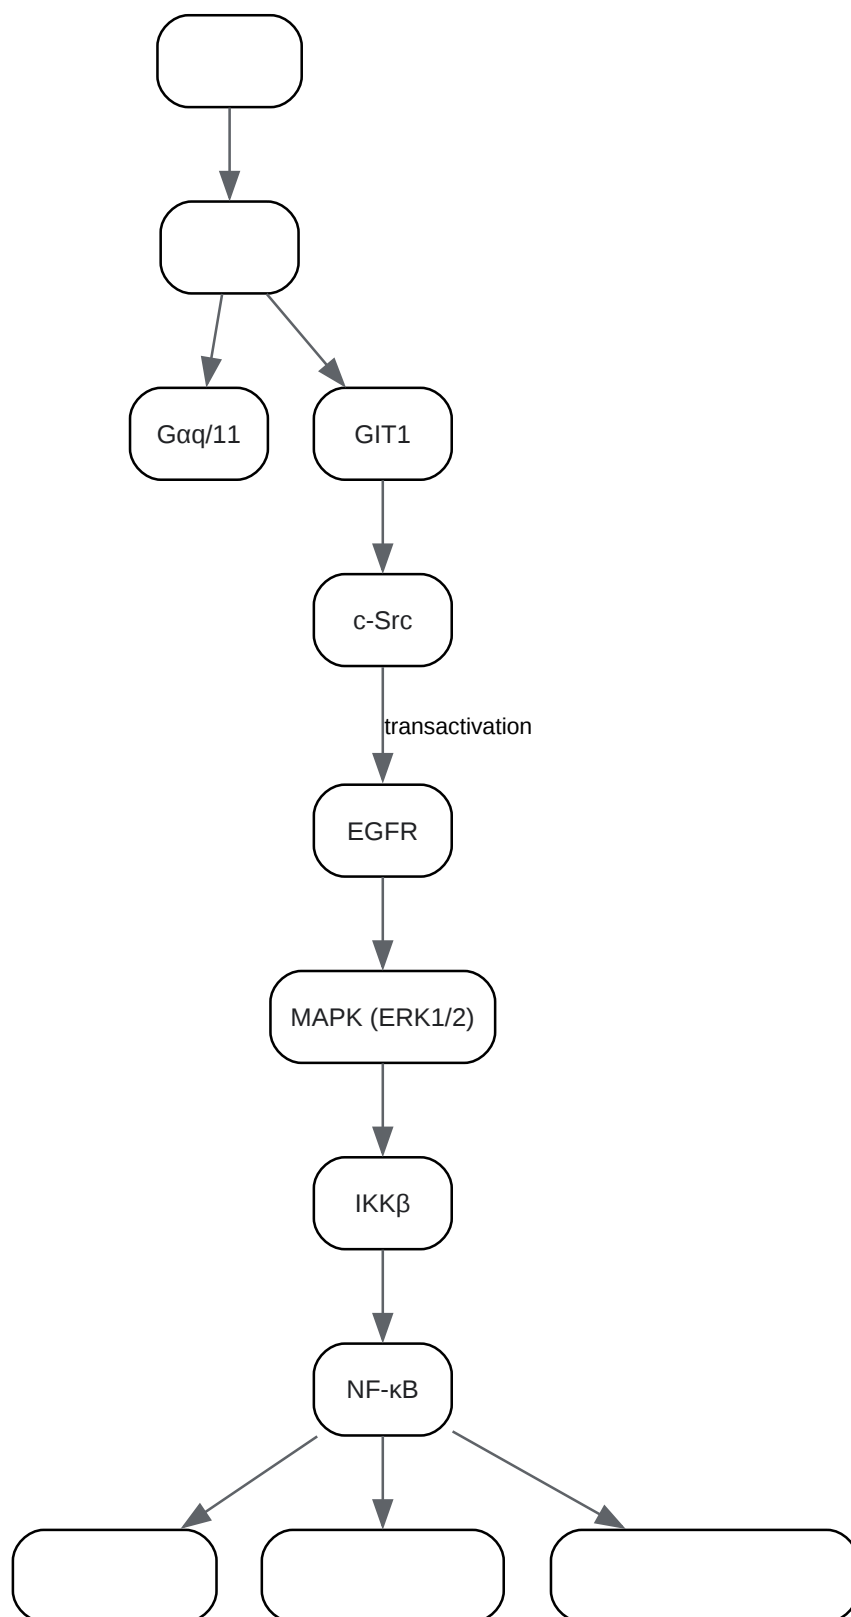 Gαq/11
GIT1
c-Src
transactivation
EGFR
MAPK (ERK1/2)
IKKβ
NF-κB